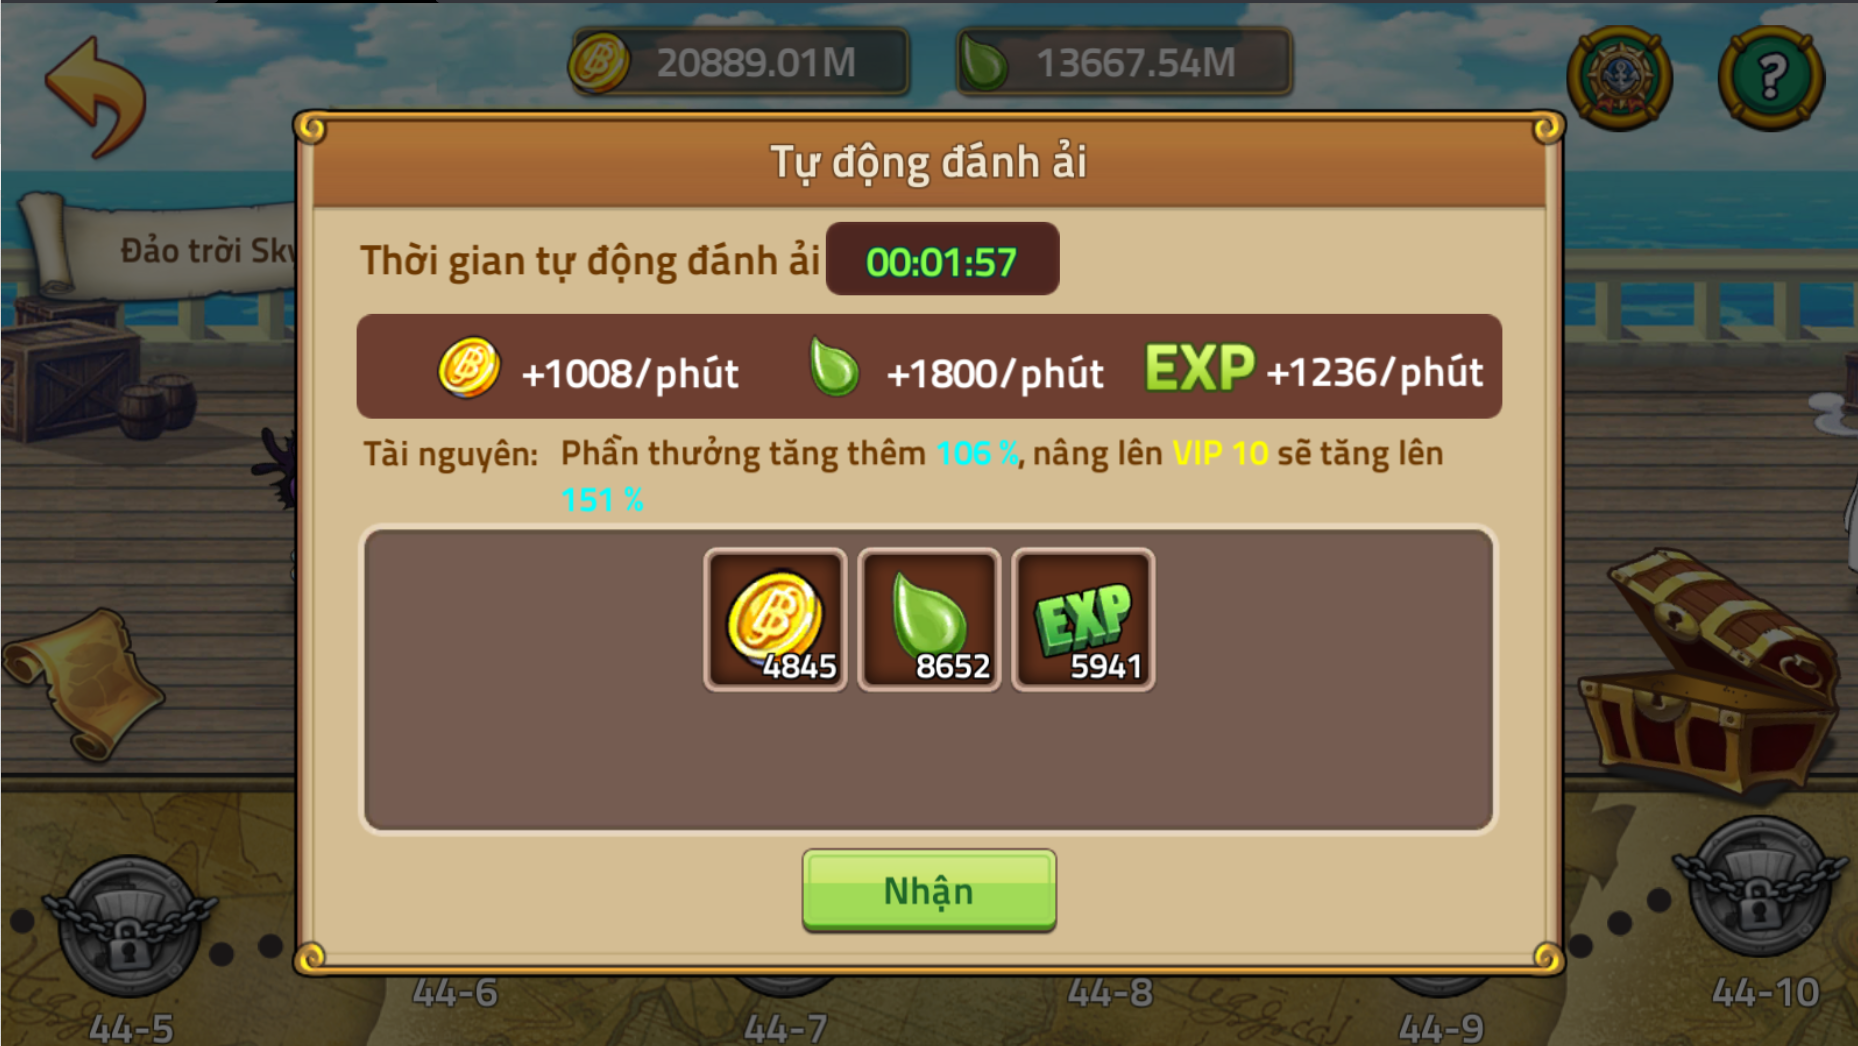 20889.01M
13667.54M
?
Tự động đánh ải
Đảo trời
Thời gian tự động đánh ải 00:01:57
+1008/phút
+1800/phút
EXP +1236/phút
Tài nguyên: Phần thưởng tăng thêm 106 %, nâng lên VIP 10 sẽ tăng lên
151 %
4845
8652
EXP
5941
Nhận
44-5
44-6
44-7
44-8
44-9
44-10